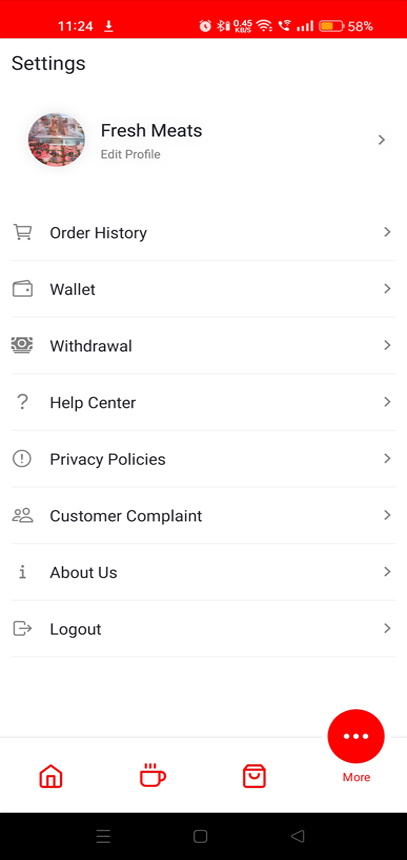 11:24 0.45 KB/S 58%
Settings
Fresh Meats
Edit Profile
Order History
Wallet
Withdrawal
Help Center
Privacy Policies
Customer Complaint
About Us
Logout
More